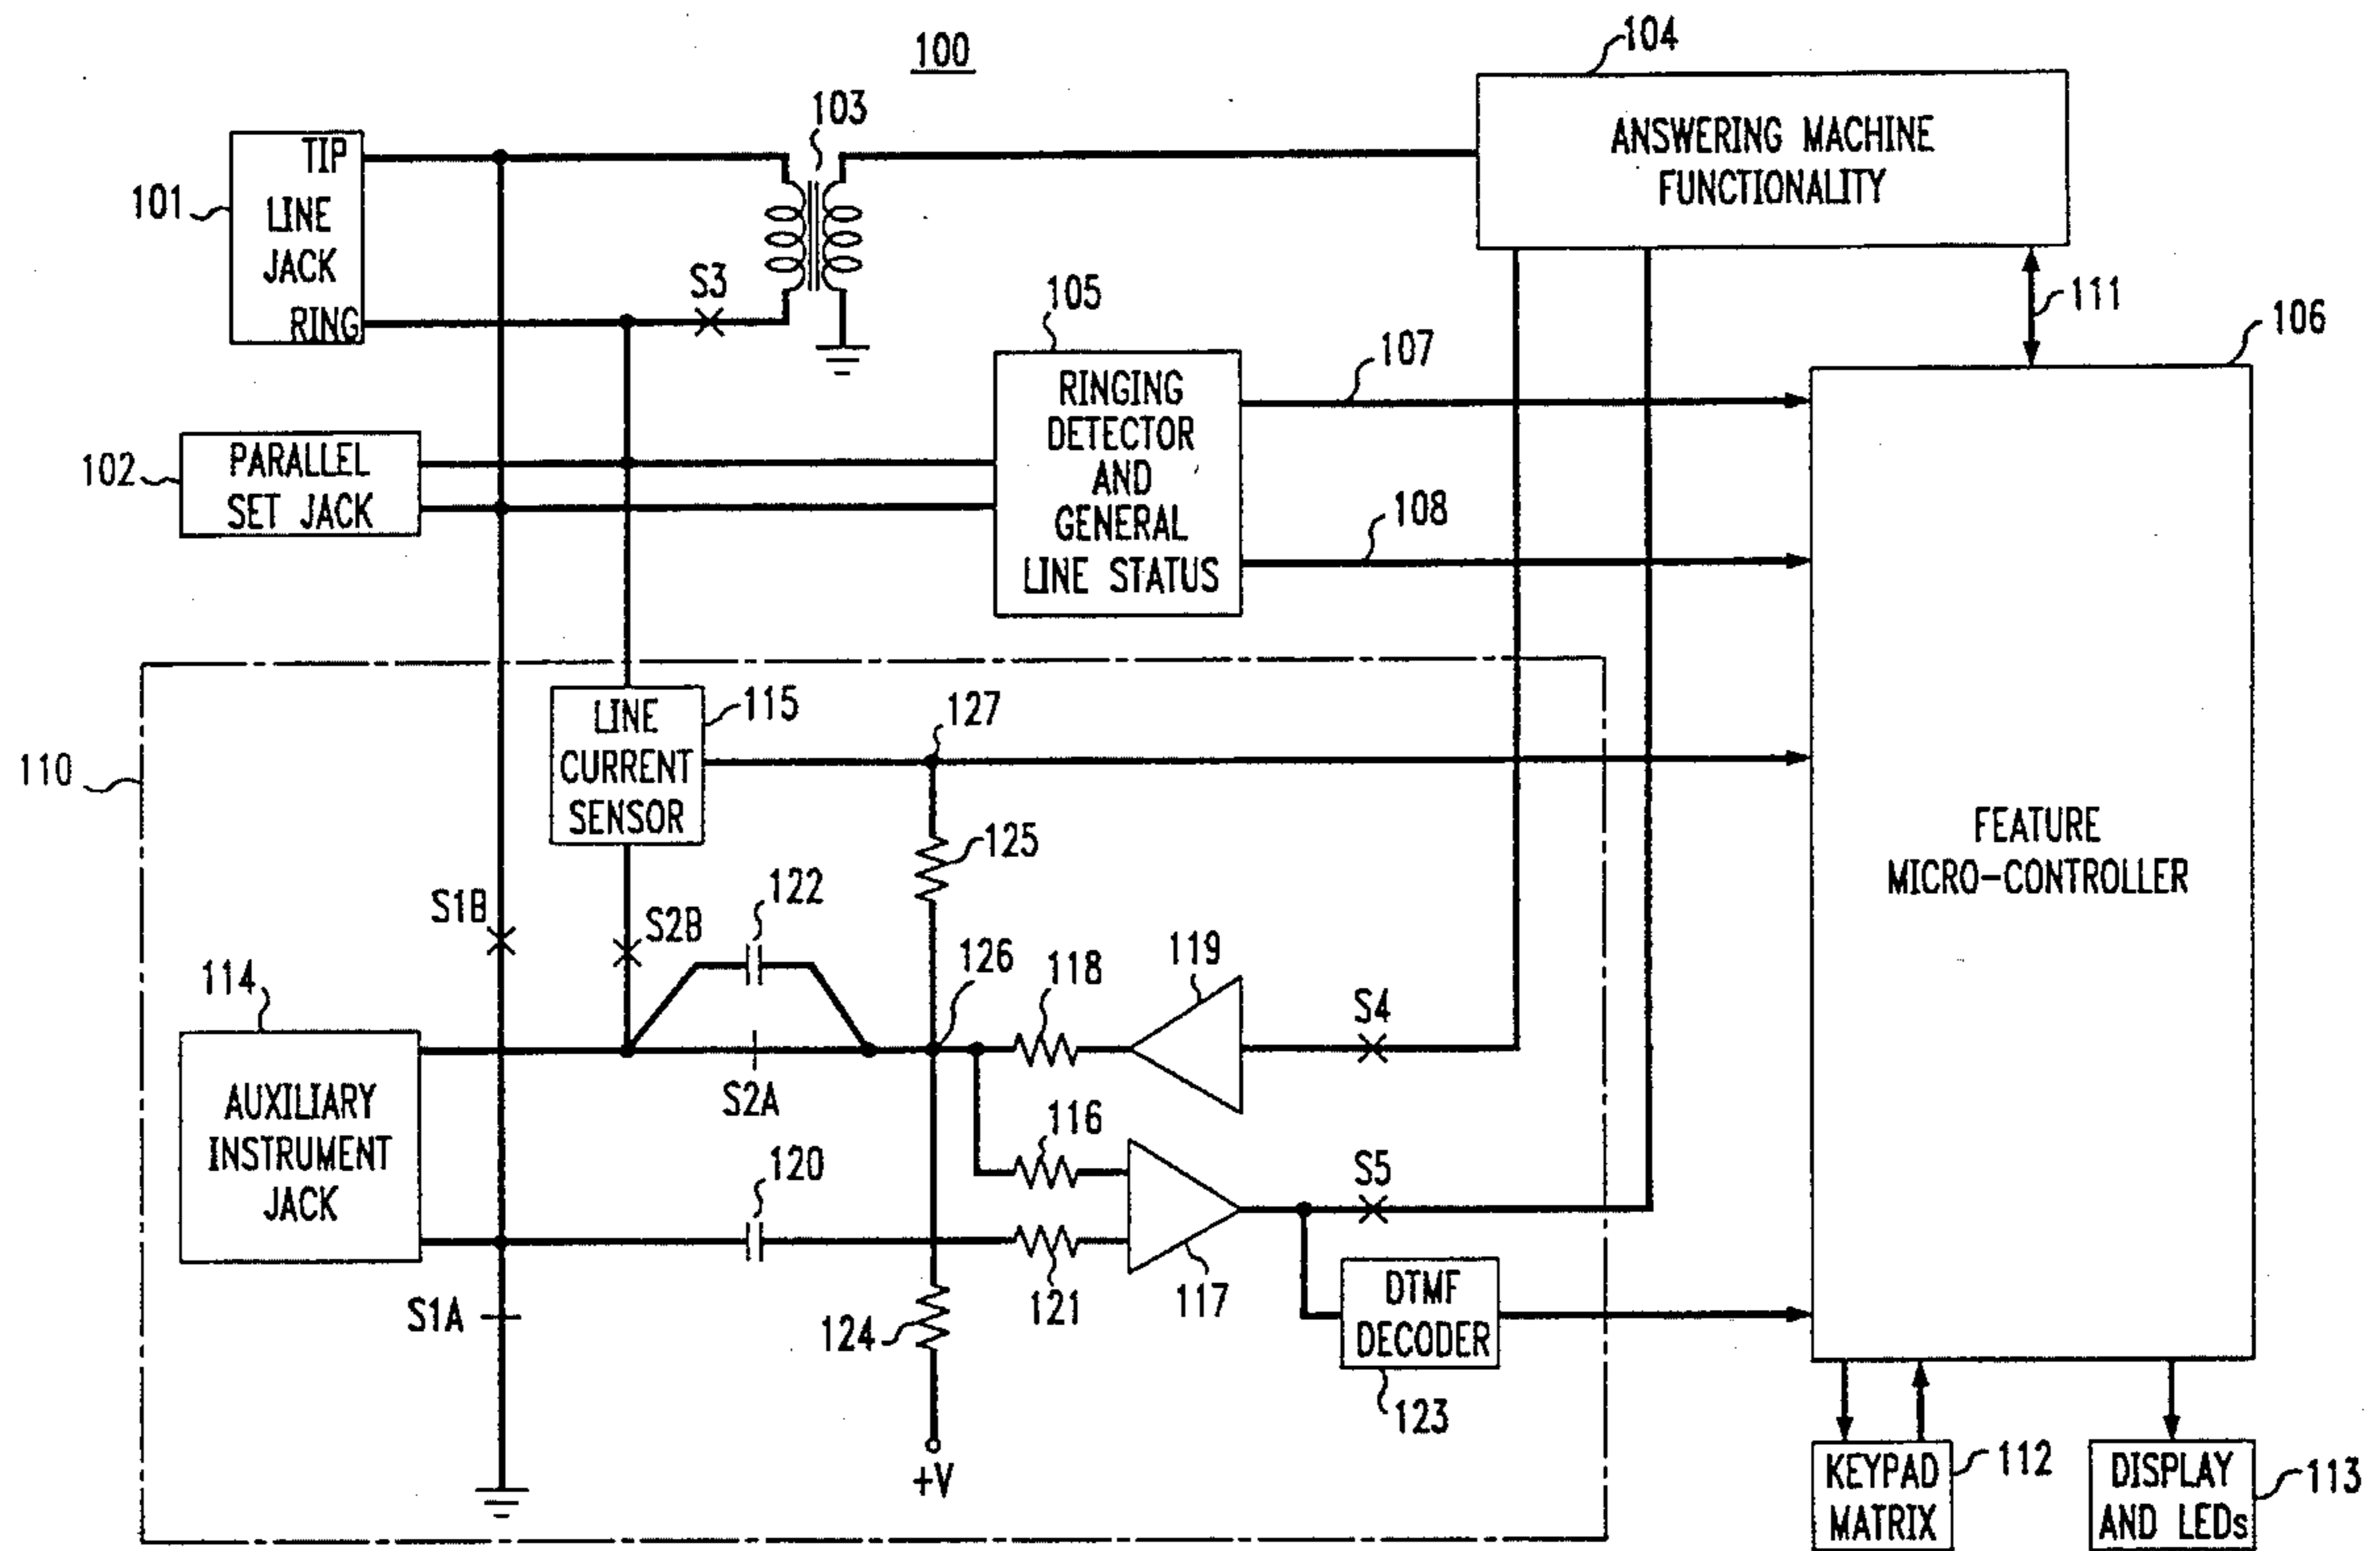 100
104
ANSWERING MACHINE
FUNCTIONALITY
103
TIP
101
LINE
JACK
RING
S3
111
105
RINGING
DETECTOR
AND
GENERAL
LINE STATUS
107
108
106
102
PARALLEL
SET JACK
110
LINE
CURRENT
SENSOR
115
127
125
FEATURE
MICRO-CONTROLLER
S1B
S2B
122
126
118
119
S4
114
AUXILIARY
INSTRUMENT
JACK
S2A
116
120
S5
121
117
S1A
124
DTMF
DECODER
123
+V
KEYPAD
MATRIX
112
DISPLAY
AND LEDs
113